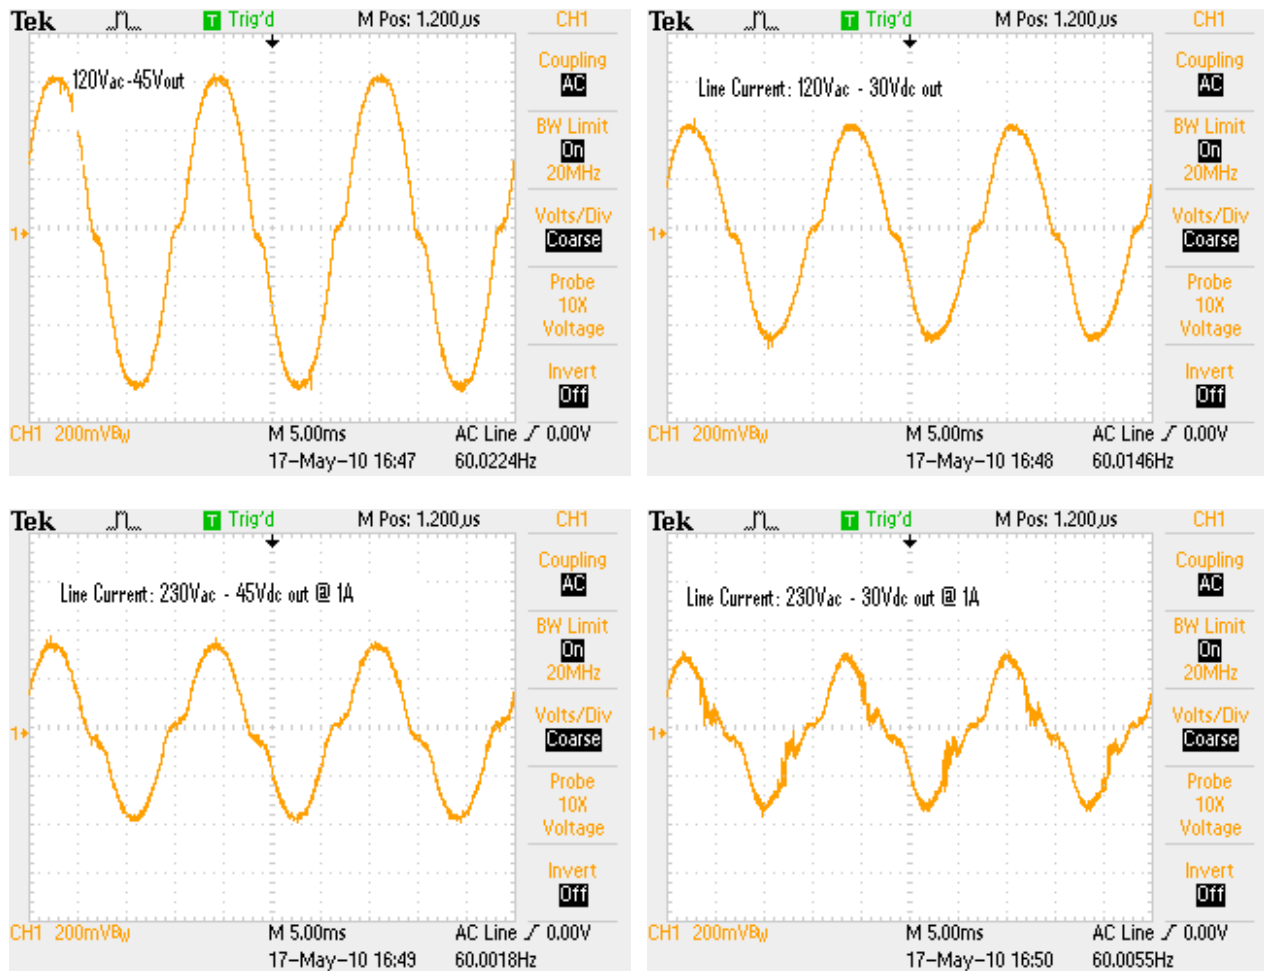 Tek T Trig'd M Pos: 1.200µs CH1
120Vac-45Vout
Coupling
AC
BW Limit
On
20MHz
Volts/Div
Coarse
1
Probe
10X
Voltage
Invert
Off
CH1 200mVBW M 5.00ms AC Line 0.00V
17-May-10 16:47 60.0224Hz
Tek T Trig'd M Pos: 1.200µs CH1
Line Current: 120Vac - 30Vdc out
Coupling
AC
BW Limit
On
20MHz
Volts/Div
Coarse
1
Probe
10X
Voltage
Invert
Off
CH1 200mVBW M 5.00ms AC Line 0.00V
17-May-10 16:48 60.0146Hz
Tek T Trig'd M Pos: 1.200µs CH1
Line Current: 230Vac - 45Vdc out @ 1A
Coupling
AC
BW Limit
On
20MHz
Volts/Div
Coarse
1
Probe
10X
Voltage
Invert
Off
CH1 200mVBW M 5.00ms AC Line 0.00V
17-May-10 16:49 60.0018Hz
Tek T Trig'd M Pos: 1.200µs CH1
Line Current: 230Vac - 30Vdc out @ 1A
Coupling
AC
BW Limit
On
20MHz
Volts/Div
Coarse
1
Probe
10X
Voltage
Invert
Off
CH1 200mVBW M 5.00ms AC Line 0.00V
17-May-10 16:50 60.0055Hz